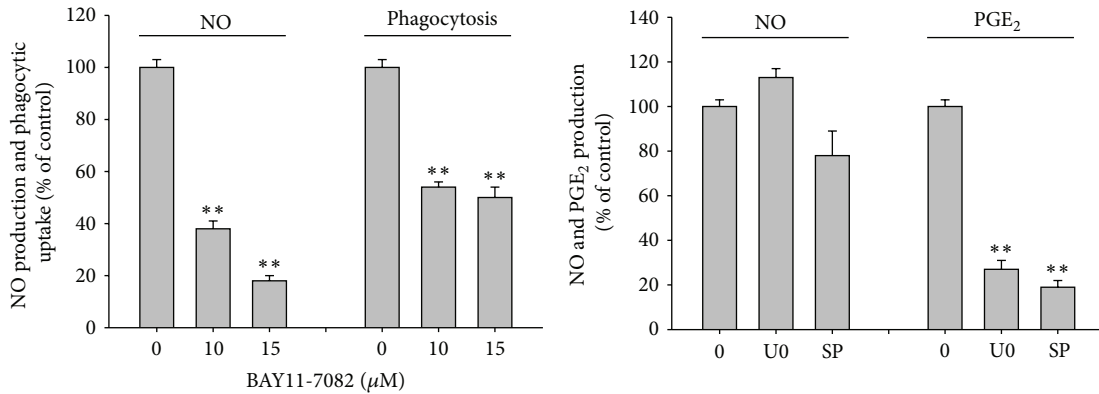 NO production and phagocytic
uptake (% of control)
120
100
80
60
40
20
0
NO
Phagocytosis
**
**
**
**
0 10 15 0 10 15
BAY11-7082 (μM)
NO and PGE₂ production
(% of control)
140
120
100
80
60
40
20
0
NO
PGE₂
**
**
0 U0 SP 0 U0 SP